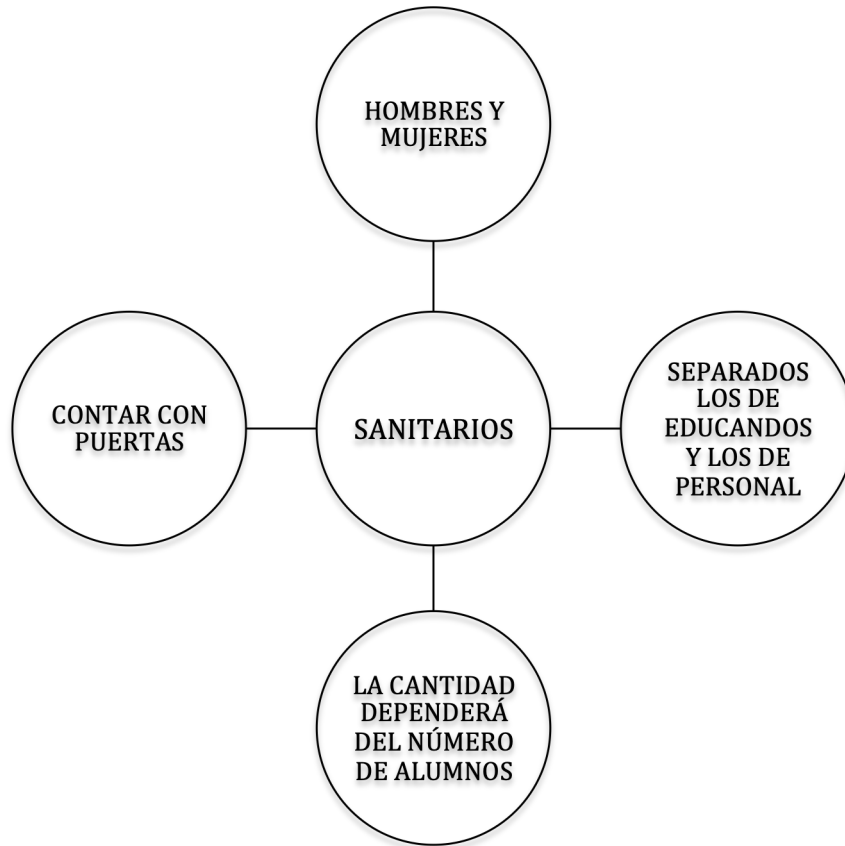 HOMBRES Y
MUJERES
CONTAR CON
PUERTAS
SANITARIOS
SEPARADOS
LOS DE
EDUCANDOS
Y LOS DE
PERSONAL
LA CANTIDAD
DEPENDERÁ
DEL NÚMERO
DE ALUMNOS